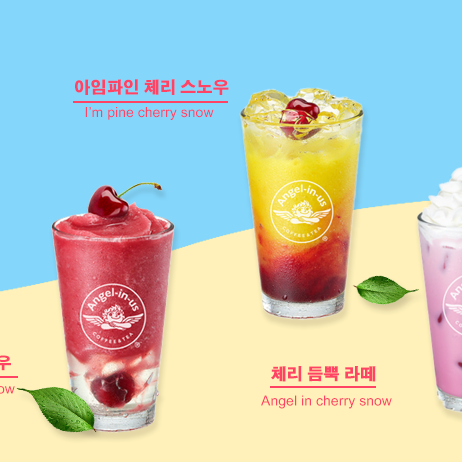 아임파인 체리 스노우
I'm pine cherry snow
Angel-in-us
COFFEE&TEA
Angel-in-us
COFFEE&TEA
우
ow
체리 듬뿍 라떼
Angel in cherry snow